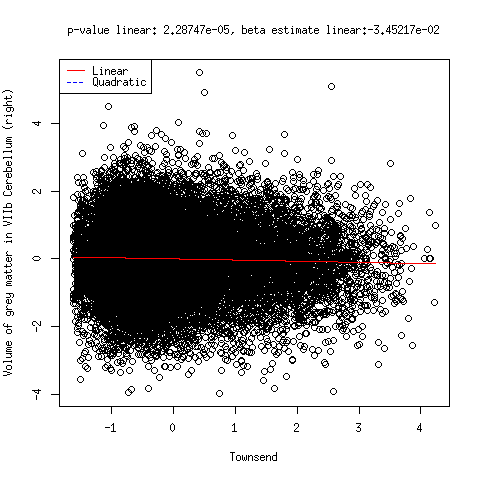 p-value linear: 2.28747e-05, beta estimate linear:-3.45217e-02
Linear
Quadratic
Volume of grey matter in VIIb Cerebellum (right)
4
2
0
-2
-4
-1 0 1 2 3 4
Townsend